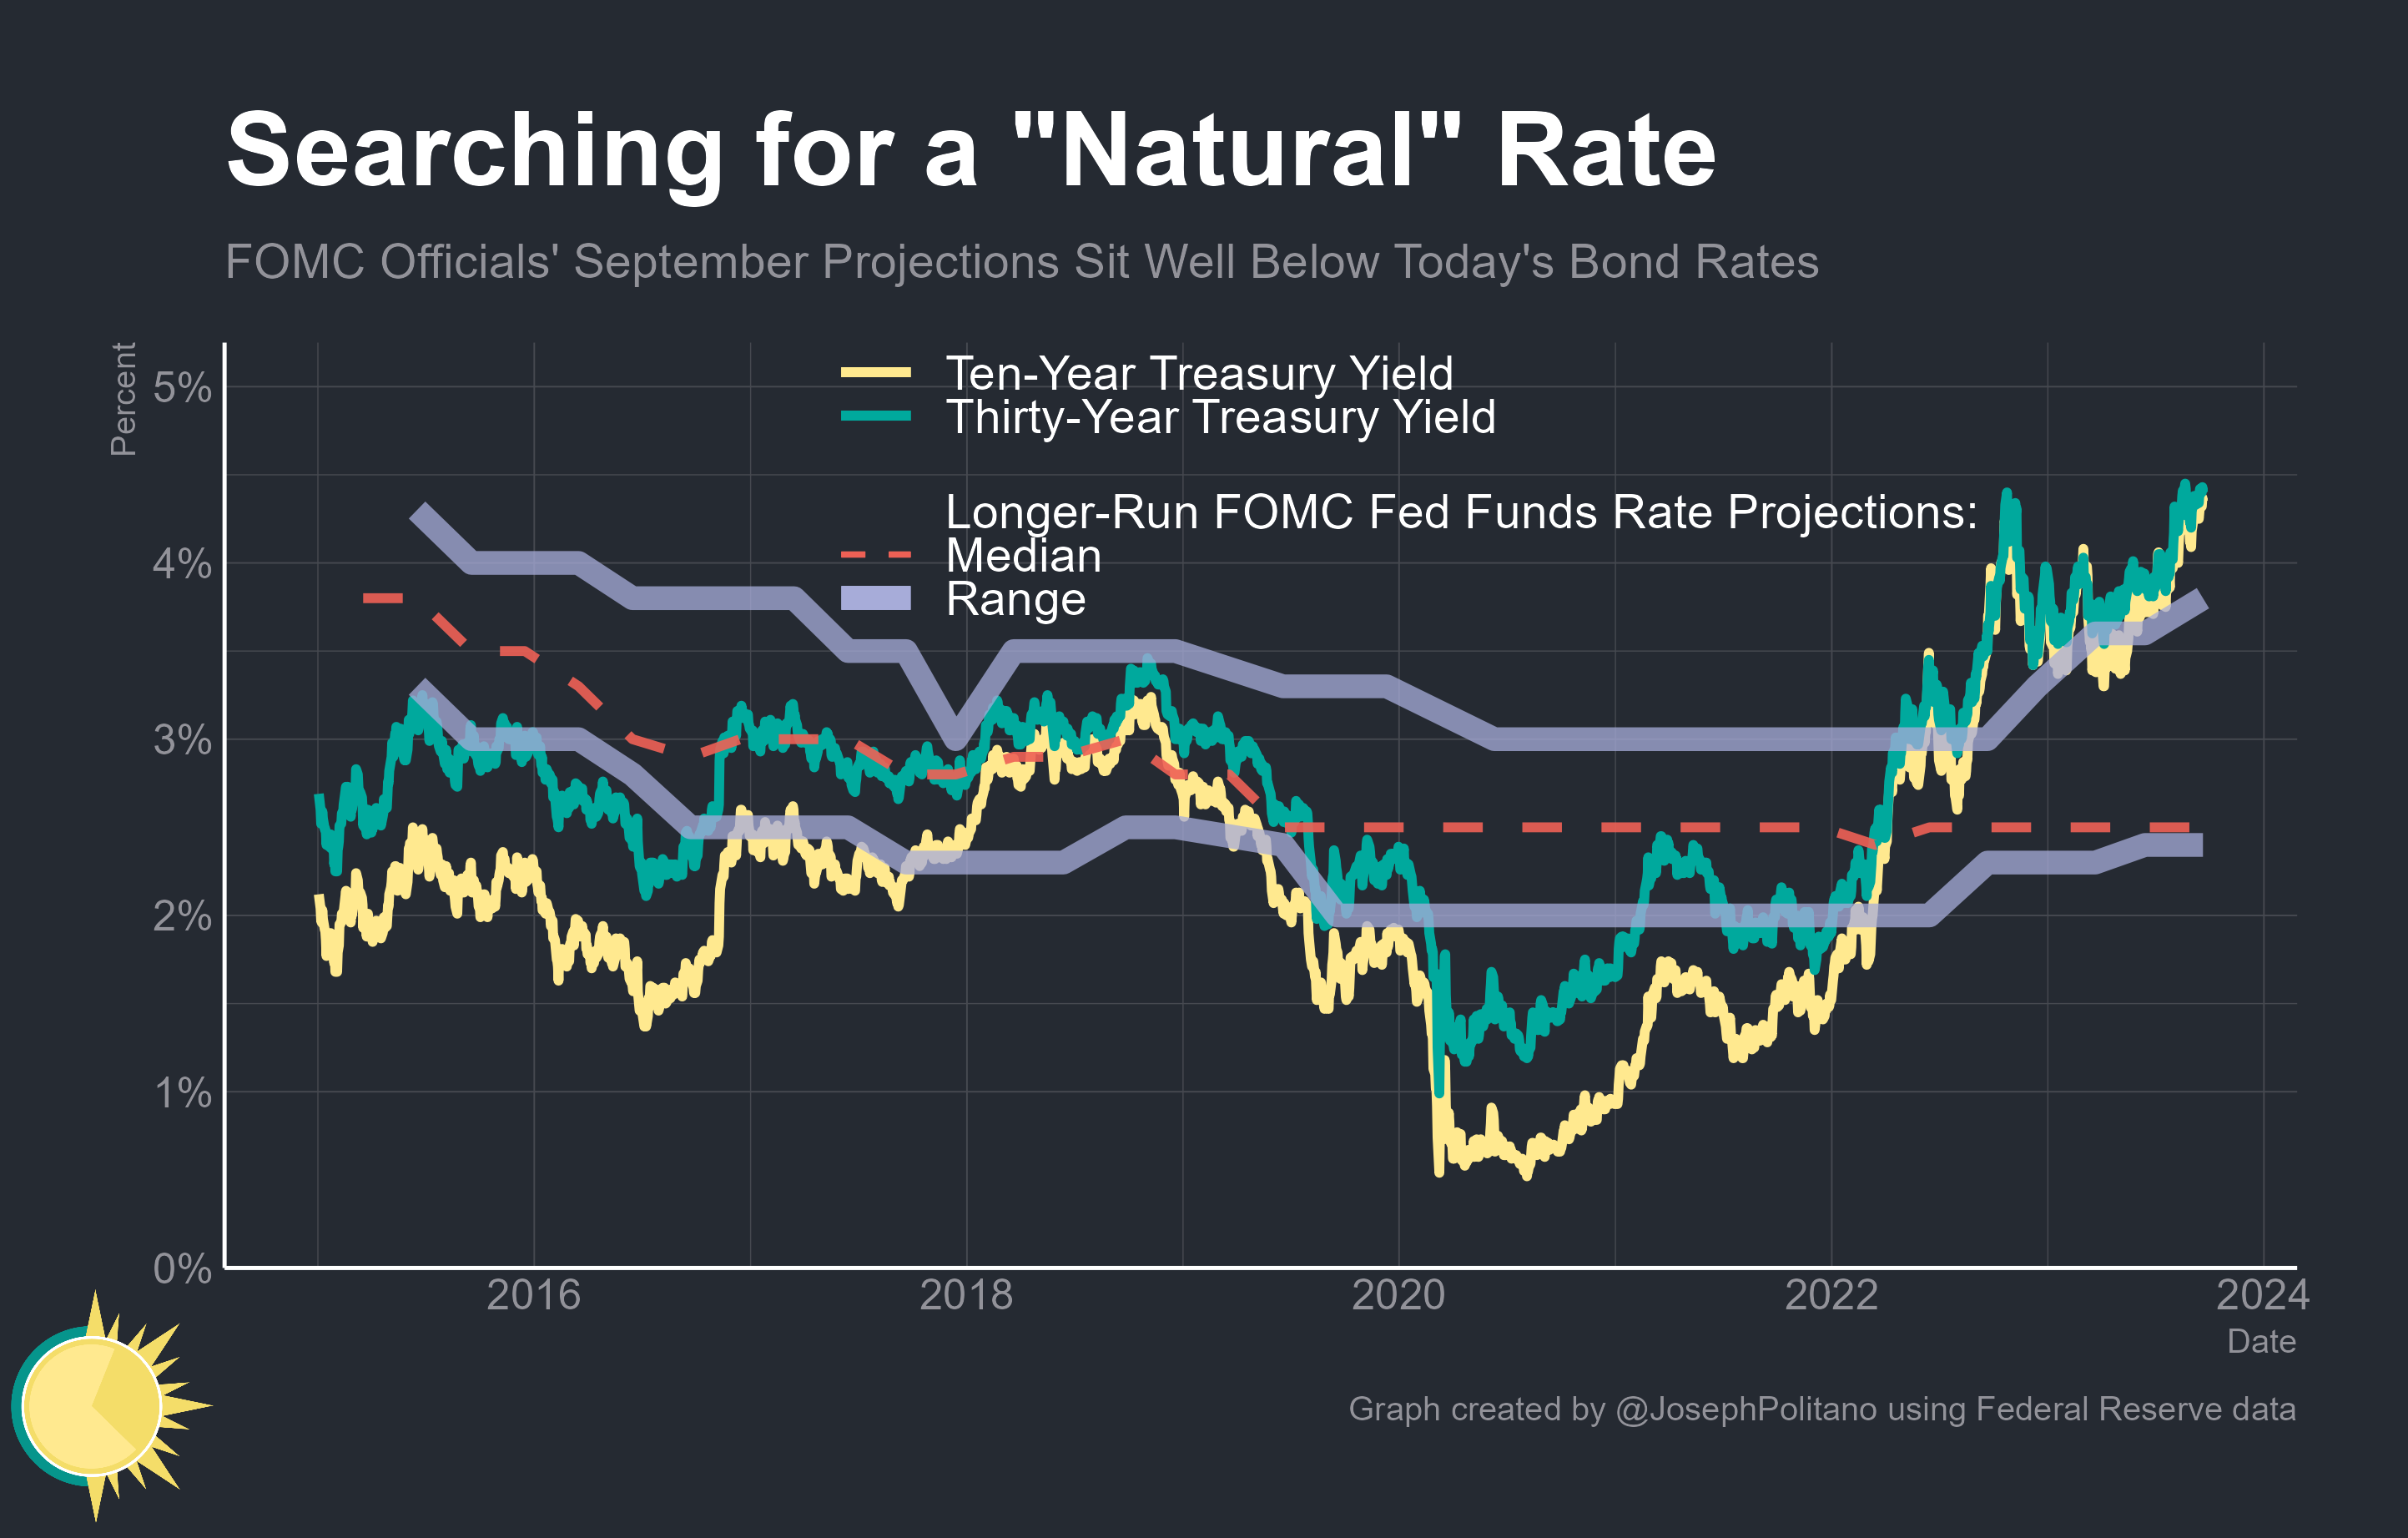 Searching for a "Natural" Rate
FOMC Officials' September Projections Sit Well Below Today's Bond Rates
Percent
5%
4%
3%
2%
1%
0%
Ten-Year Treasury Yield
Thirty-Year Treasury Yield
Longer-Run FOMC Fed Funds Rate Projections:
Median
Range
2016
2018
2020
2022
2024
Date
Graph created by @JosephPolitano using Federal Reserve data